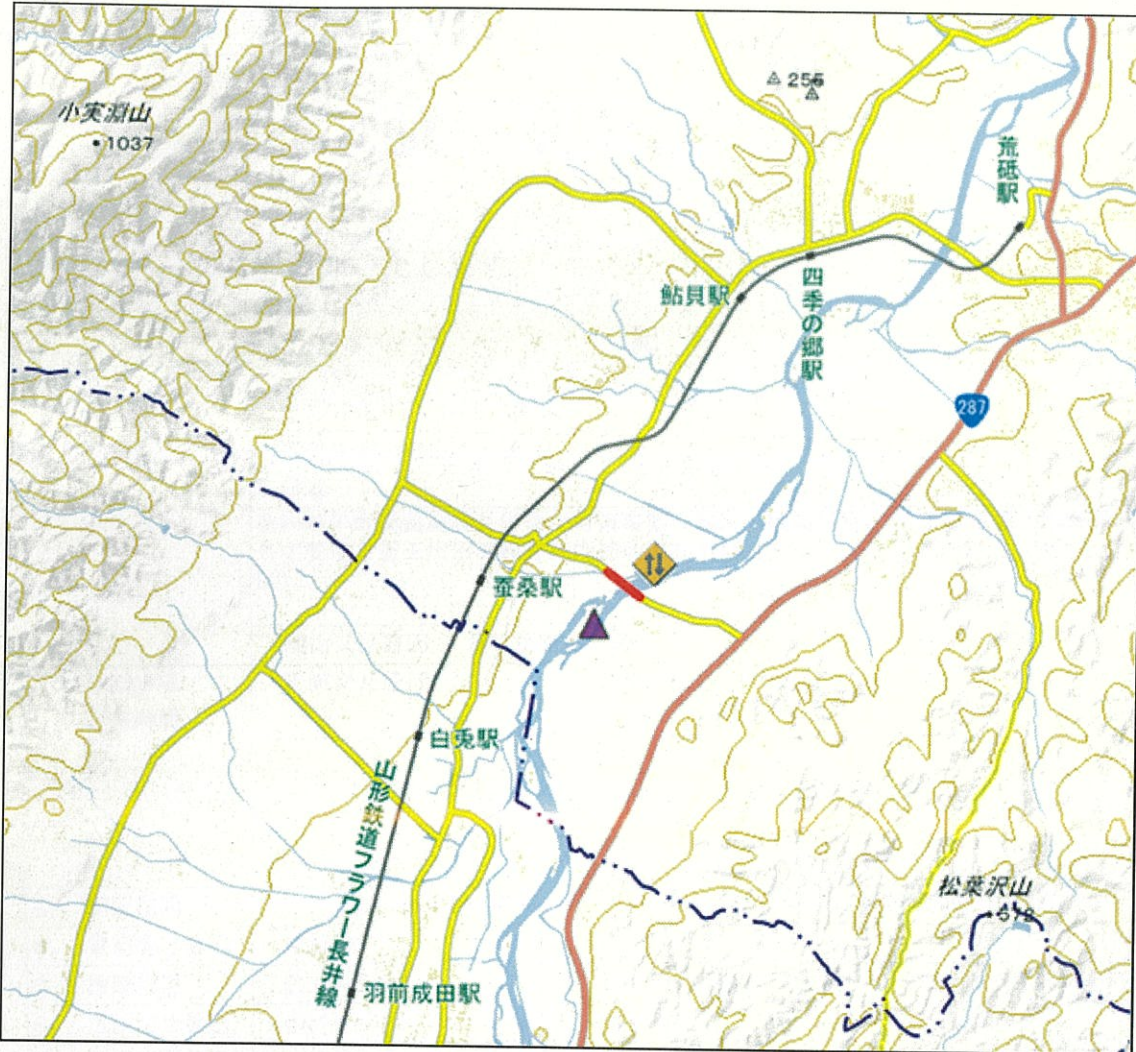 小実淵山
1037
256
荒砥駅
鮎貝駅
四季の郷駅
287
蚕桑駅
白兎駅
山形鉄道フラワー長井線
松葉沢山
羽前成田駅